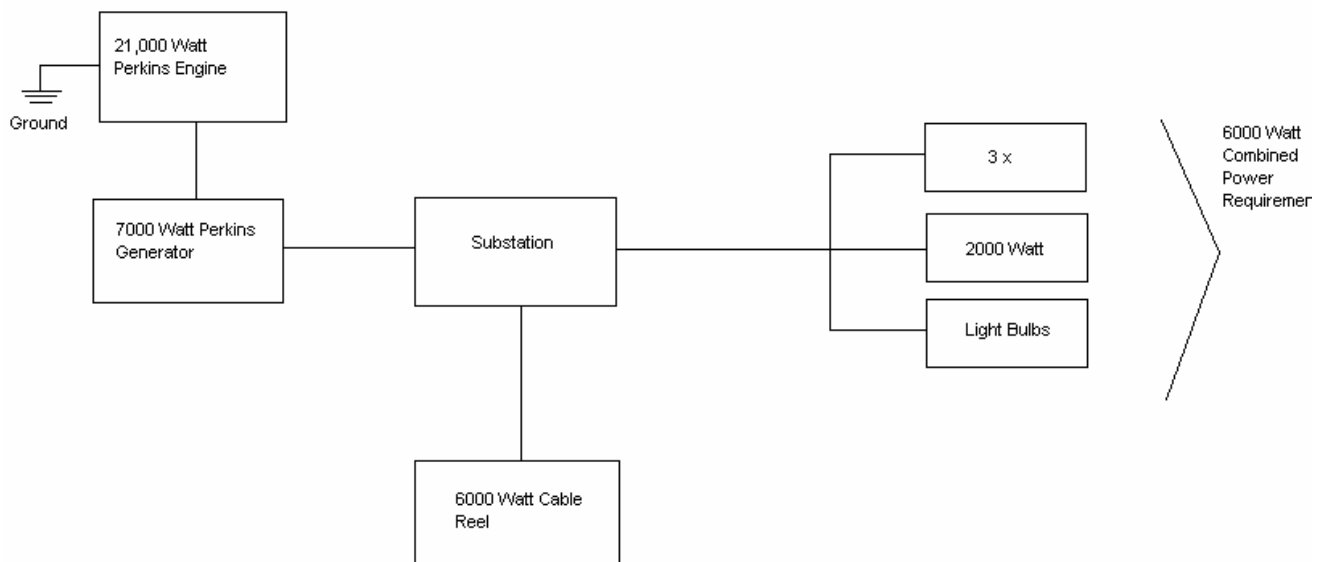 21,000 Watt
Perkins Engine
Ground
7000 Watt Perkins
Generator
Substation
6000 Watt Cable
Reel
3 x
2000 Watt
Light Bulbs
6000 Watt
Combined
Power
Requiremen